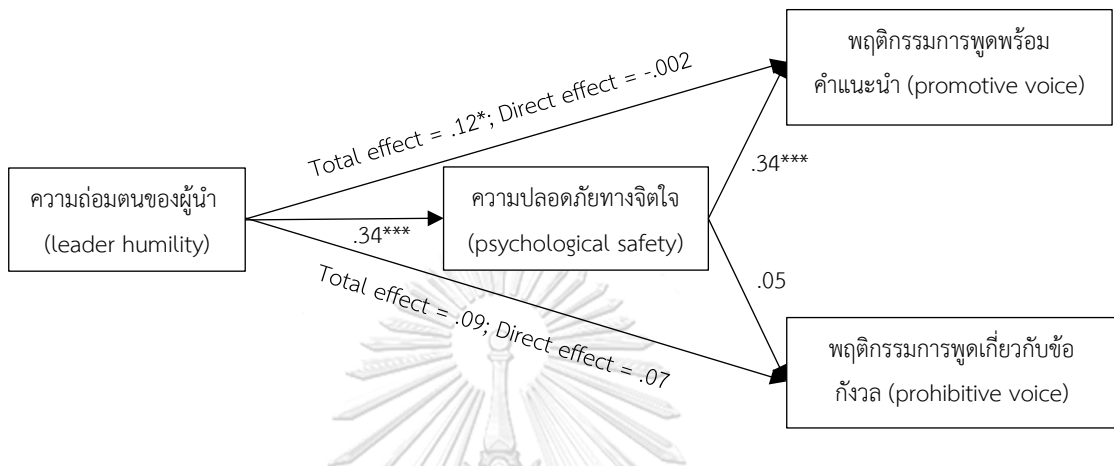 พฤติกรรมการพูดพร้อม
คำแนะนำ (promotive voice)
Total effect = .12*; Direct effect = -.002
.34***
ความถ่อมตนของผู้นำ
(leader humility)
.34***
ความปลอดภัยทางจิตใจ
(psychological safety)
Total effect = .09; Direct effect = .07
.05
พฤติกรรมการพูดเกี่ยวกับข้อ
กังวล (prohibitive voice)